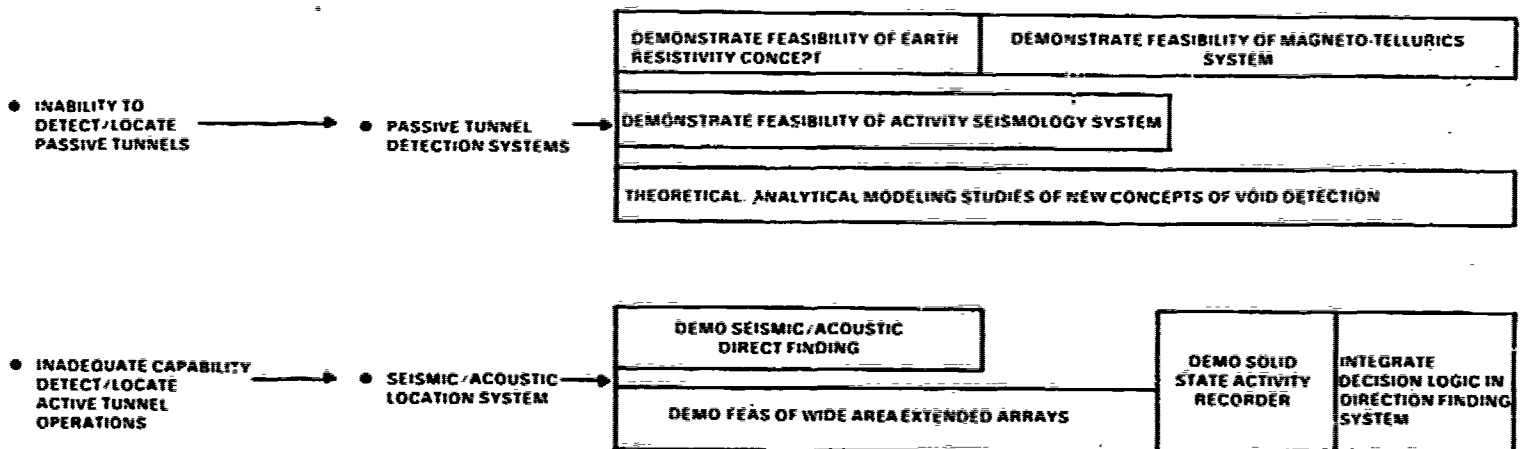 DEMONSTRATE FEASIBILITY OF EARTH
RESISTIVITY CONCEPT
DEMONSTRATE FEASIBILITY OF MAGNETO-TELLURICS
SYSTEM
● INABILITY TO
DETECT/LOCATE
PASSIVE TUNNELS
● PASSIVE TUNNEL
DETECTION SYSTEMS
DEMONSTRATE FEASIBILITY OF ACTIVITY SEISMOLOGY SYSTEM
THEORETICAL. ANALYTICAL MODELING STUDIES OF NEW CONCEPTS OF VOID DETECTION
● INADEQUATE CAPABILITY
DETECT/LOCATE
ACTIVE TUNNEL
OPERATIONS
● SEISMIC/ACOUSTIC
LOCATION SYSTEM
DEMO SEISMIC/ACOUSTIC
DIRECT FINDING
DEMO FEAS OF WIDE AREA EXTENDED ARRAYS
DEMO SOLID
STATE ACTIVITY
RECORDER
INTEGRATE
DECISION LOGIC IN
DIRECTION FINDING
SYSTEM